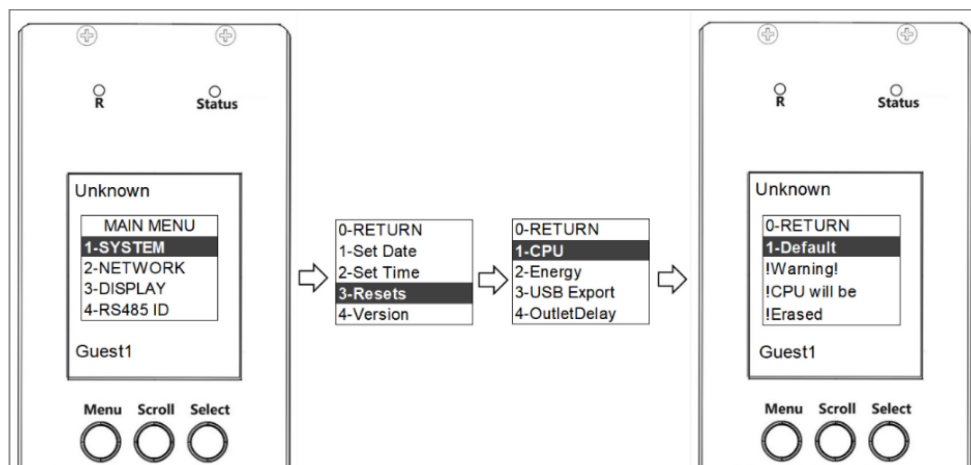 R
Status
Unknown
MAIN MENU
1-SYSTEM
2-NETWORK
3-DISPLAY
4-RS485 ID
Guest1
Menu Scroll Select
0-RETURN
1-Set Date
2-Set Time
3-Resets
4-Version
0-RETURN
1-CPU
2-Energy
3-USB Export
4-OutletDelay
R
Status
Unknown
0-RETURN
1-Default
!Warning!
!CPU will be
!Erased
Guest1
Menu Scroll Select